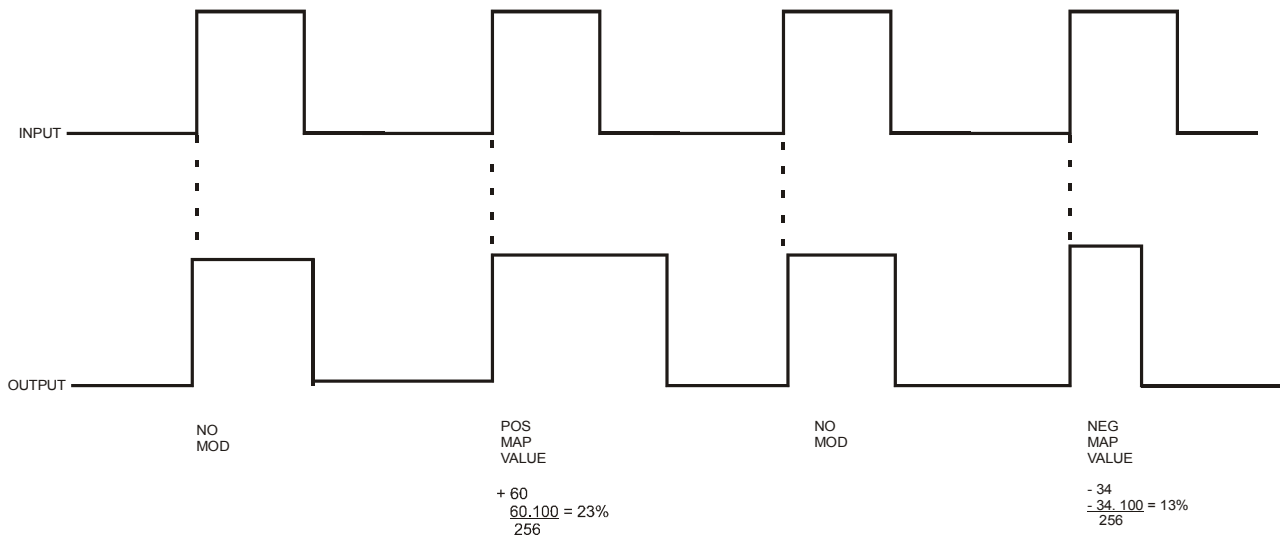 INPUT
OUTPUT
NO
MOD
POS
MAP
VALUE
+ 60
60.100 = 23%
256
NO
MOD
NEG
MAP
VALUE
- 34
- 34. 100 = 13%
256